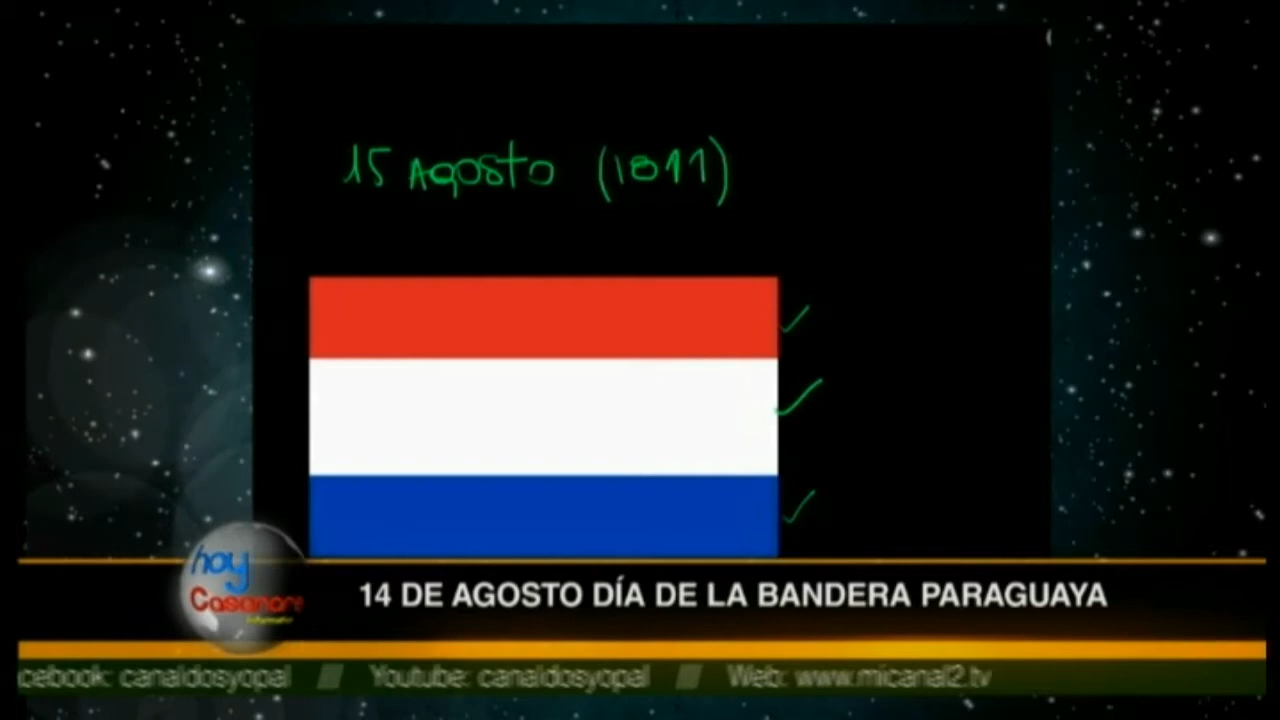 15 Agosto (1811)
hoy
Casanare
14 DE AGOSTO DÍA DE LA BANDERA PARAGUAYA
cebook: canaldosyopal // Youtube: canaldosyopal // Web: www.micanal2.tv